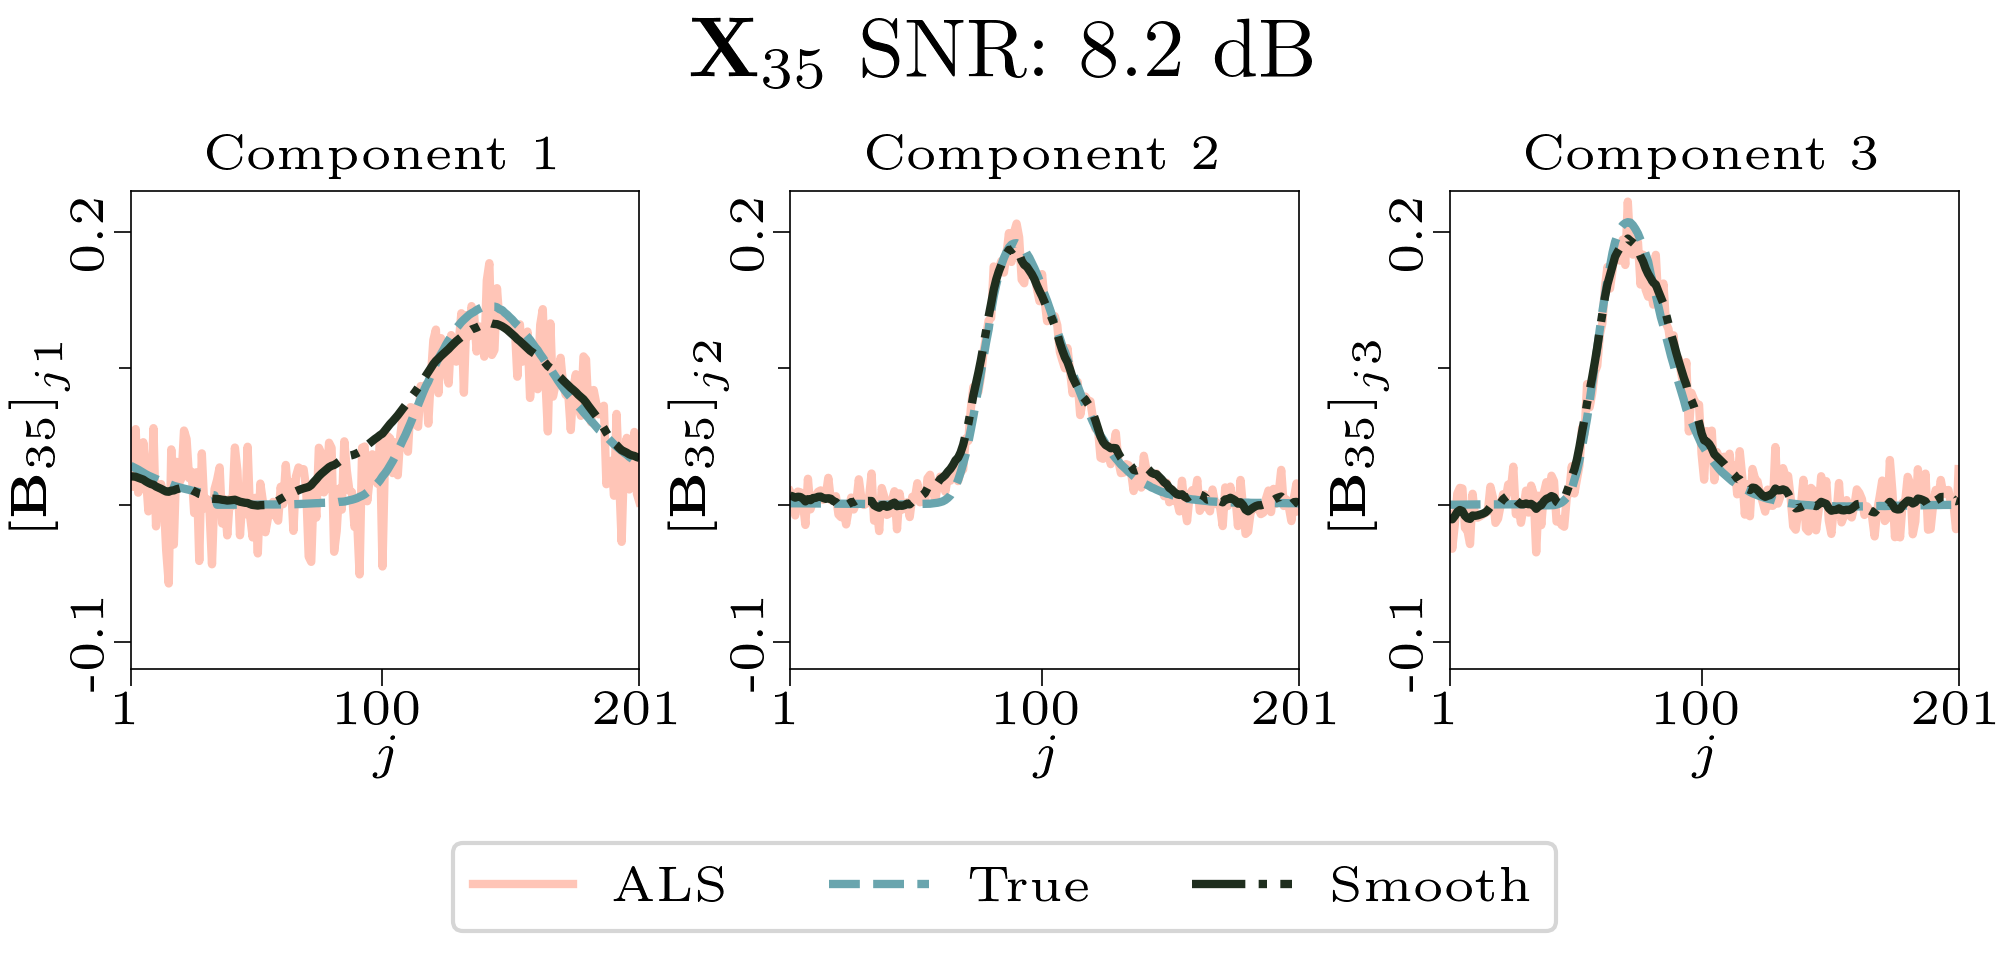 X35 SNR: 8.2 dB
Component 1
Component 2
Component 3
[B35]j1
0.2
-0.1
1
100
201
j
[B35]j2
0.2
-0.1
1
100
201
j
[B35]j3
0.2
-0.1
1
100
201
j
ALS
True
Smooth